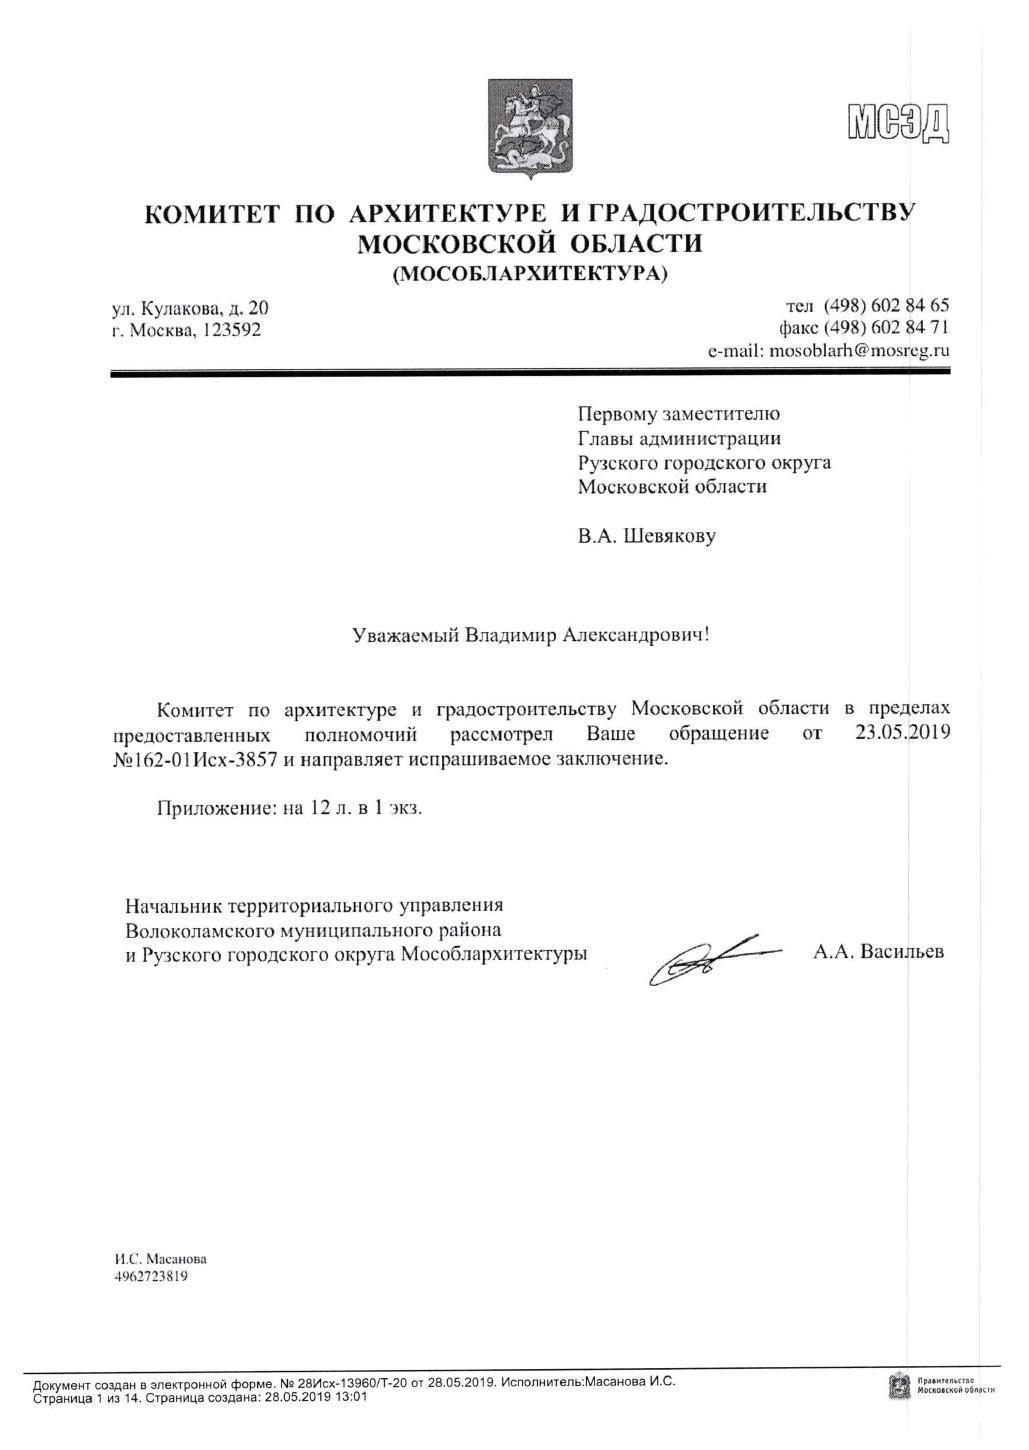 МСЭД
КОМИТЕТ ПО АРХИТЕКТУРЕ И ГРАДОСТРОИТЕЛЬСТВУ
МОСКОВСКОЙ ОБЛАСТИ
(МОСОБЛАРХИТЕКТУРА)
ул. Кулакова, д. 20
г. Москва, 123592
тел (498) 602 84 65
факс (498) 602 84 71
e-mail: mosoblarh@mosreg.ru
Первому заместителю
Главы администрации
Рузского городского округа
Московской области
В.А. Шевякову
Уважаемый Владимир Александрович!
Комитет по архитектуре и градостроительству Московской области в пределах
предоставленных полномочий рассмотрел Ваше обращение от 23.05.2019
№162-01Исх-3857 и направляет испрашиваемое заключение.
Приложение: на 12 л. в 1 экз.
Начальник территориального управления
Волоколамского муниципального района
и Рузского городского округа Мособлархитектуры
А.А. Васильев
И.С. Масанова
4962723819
Документ создан в электронной форме. № 28Исх-13960/Т-20 от 28.05.2019. Исполнитель:Масанова И.С.
Страница 1 из 14. Страница создана: 28.05.2019 13:01
Правительство
Московской области